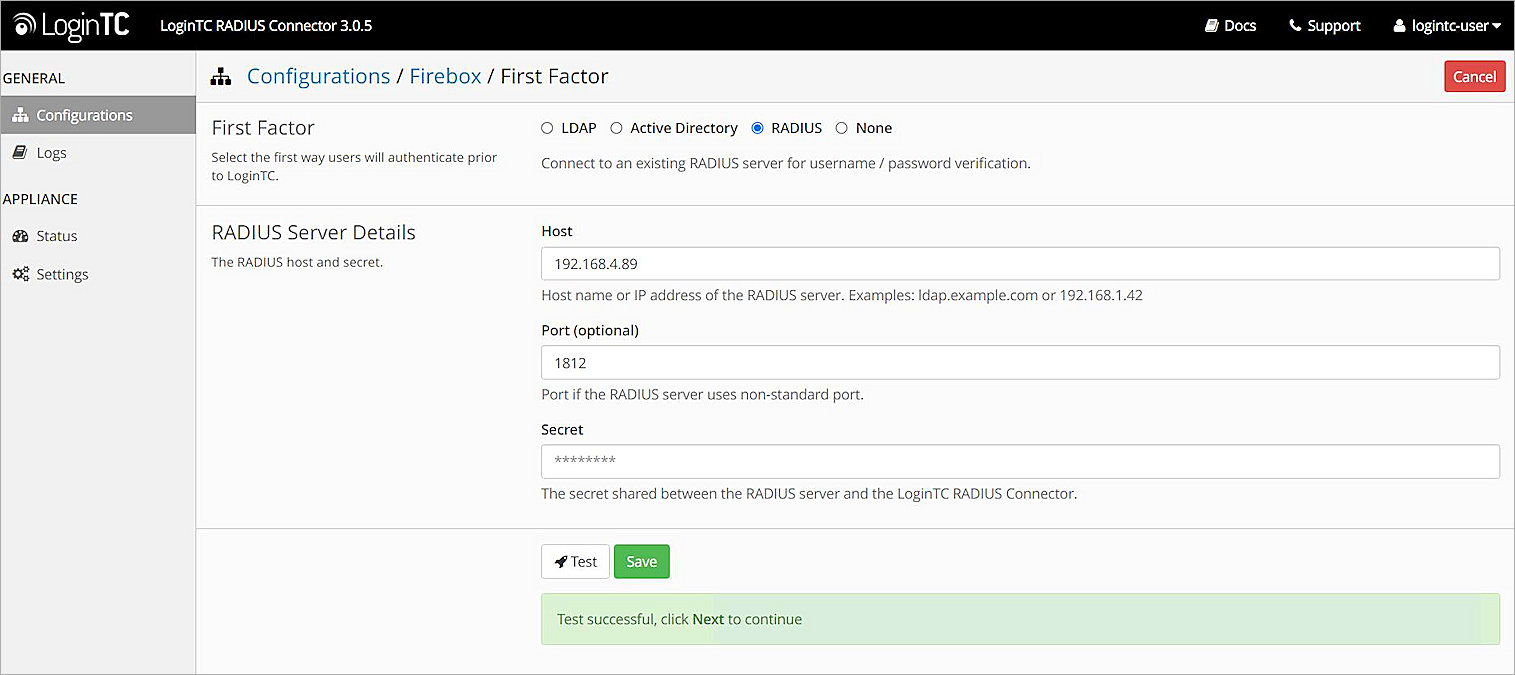 LoginTC LoginTC RADIUS Connector 3.0.5 Docs Support logintc-user
GENERAL
Configurations
Logs
APPLIANCE
Status
Settings
Configurations / Firebox / First Factor Cancel
First Factor
Select the first way users will authenticate prior
to LoginTC.
LDAP Active Directory RADIUS None
Connect to an existing RADIUS server for username / password verification.
RADIUS Server Details
The RADIUS host and secret.
Host
192.168.4.89
Host name or IP address of the RADIUS server. Examples: ldap.example.com or 192.168.1.42
Port (optional)
1812
Port if the RADIUS server uses non-standard port.
Secret
********
The secret shared between the RADIUS server and the LoginTC RADIUS Connector.
Test Save
Test successful, click Next to continue